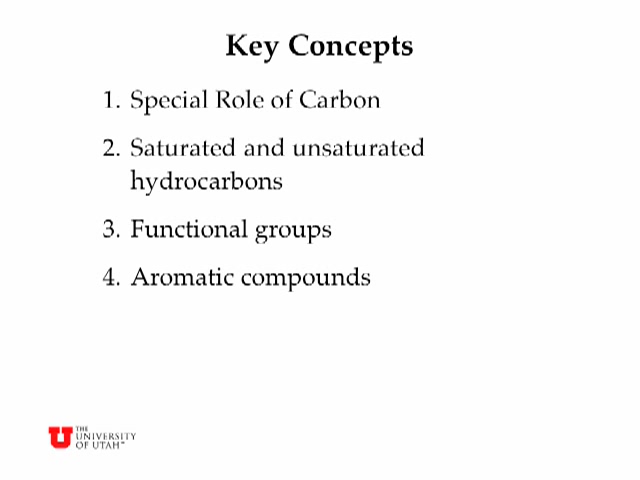 Key Concepts
1. Special Role of Carbon
2. Saturated and unsaturated
hydrocarbons
3. Functional groups
4. Aromatic compounds
THE
UNIVERSITY
OF UTAH™